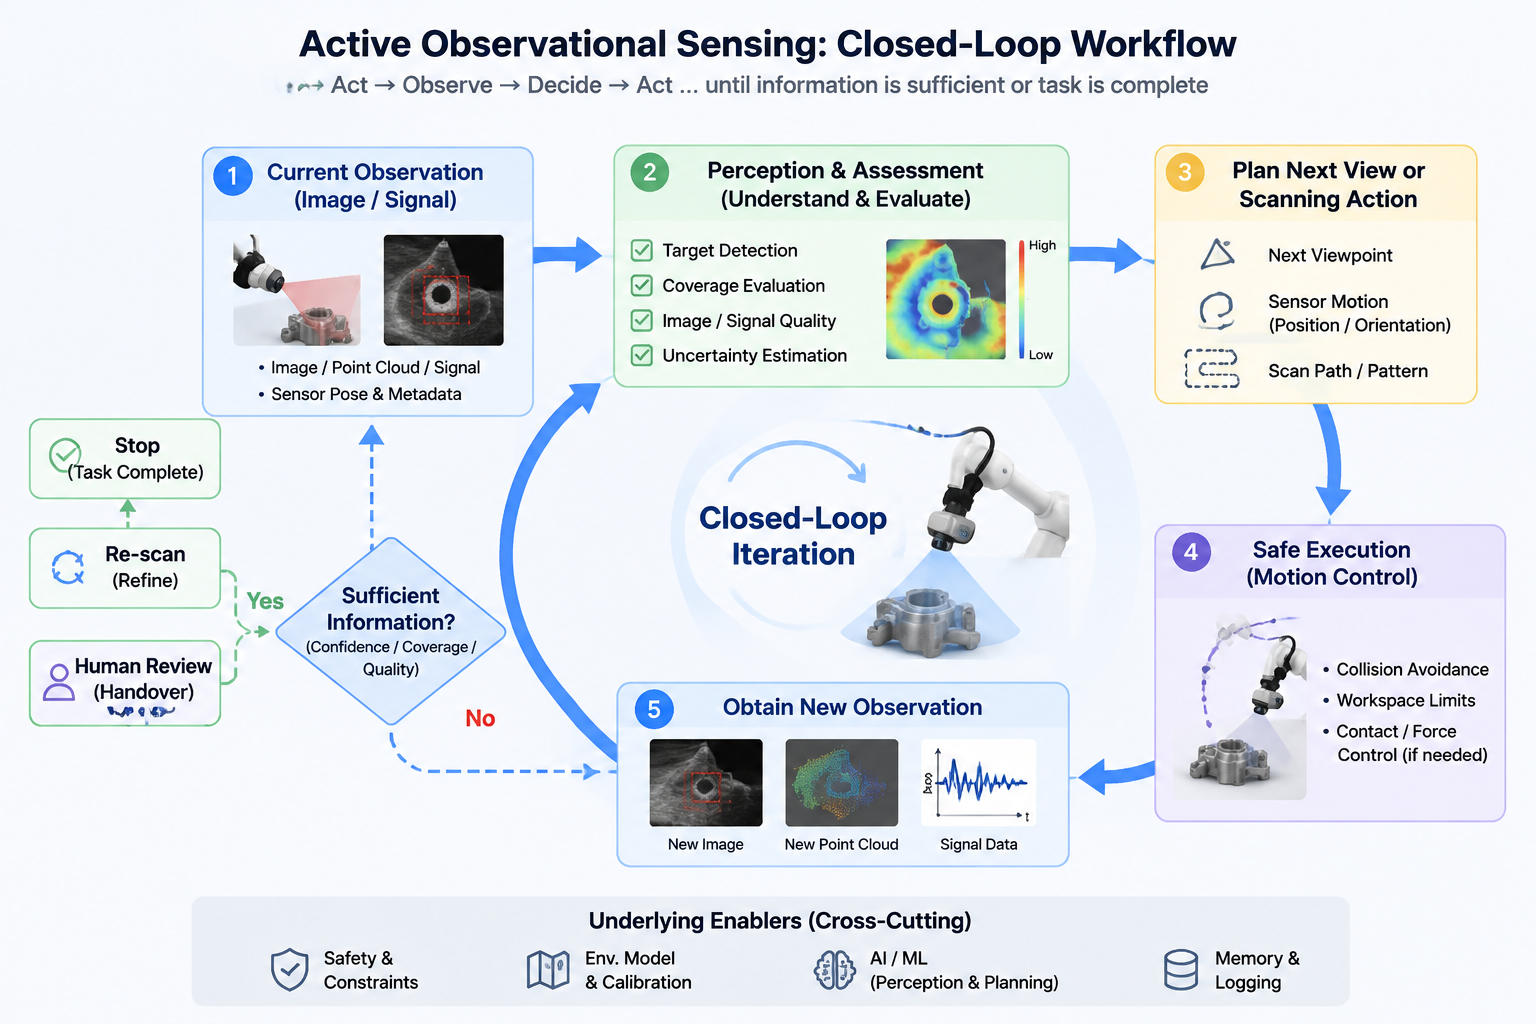 Active Observational Sensing: Closed-Loop Workflow
Act → Observe → Decide → Act ... until information is sufficient or task is complete
1
Current Observation
(Image / Signal)
• Image / Point Cloud / Signal
• Sensor Pose & Metadata
2
Perception & Assessment
(Understand & Evaluate)
Target Detection
Coverage Evaluation
Image / Signal Quality
Uncertainty Estimation
High
Low
3
Plan Next View or
Scanning Action
Next Viewpoint
Sensor Motion
(Position / Orientation)
Scan Path / Pattern
Stop
(Task Complete)
Re-scan
(Refine)
Human Review
(Handover)
Yes
Sufficient
Information?
(Confidence / Coverage /
Quality)
No
Closed-Loop
Iteration
4
Safe Execution
(Motion Control)
• Collision Avoidance
• Workspace Limits
• Contact / Force
Control (if needed)
5
Obtain New Observation
t
New Image
New Point Cloud
Signal Data
Underlying Enablers (Cross-Cutting)
Safety &
Constraints
Env. Model
& Calibration
AI / ML
(Perception & Planning)
Memory &
Logging